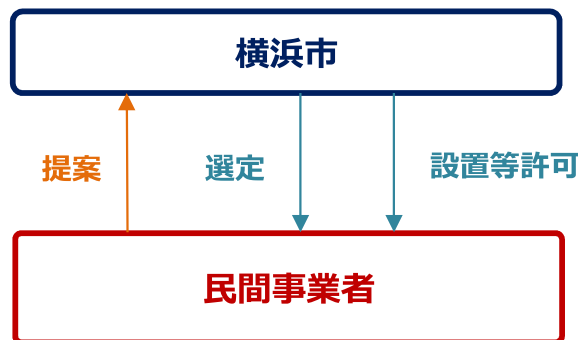 横浜市
提案
選定
設置等許可
民間事業者